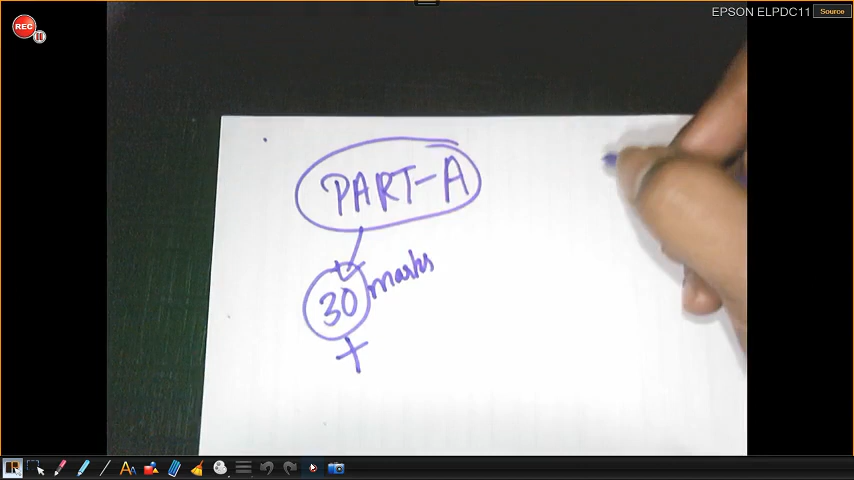 REC
EPSON ELPDC11
Source
PART-A
30 marks
+